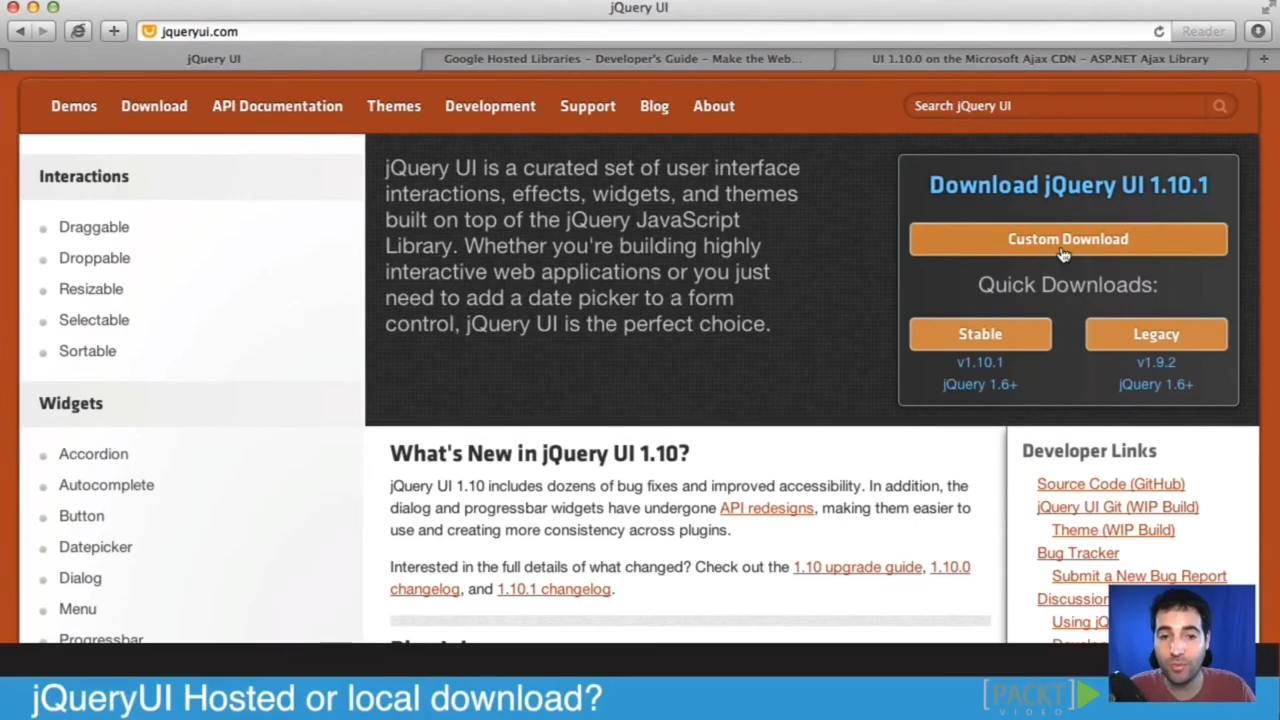 jQuery UI
jqueryui.com
Reader
jQuery UI
Google Hosted Libraries – Developer's Guide – Make the Web...
UI 1.10.0 on the Microsoft Ajax CDN – ASP.NET Ajax Library
Demos Download API Documentation Themes Development Support Blog About
Search jQuery UI
Interactions
Draggable
Droppable
Resizable
Selectable
Sortable
Widgets
Accordion
Autocomplete
Button
Datepicker
Dialog
Menu
Progressbar
jQuery UI is a curated set of user interface
interactions, effects, widgets, and themes
built on top of the jQuery JavaScript
Library. Whether you're building highly
interactive web applications or you just
need to add a date picker to a form
control, jQuery UI is the perfect choice.
Download jQuery UI 1.10.1
Custom Download
Quick Downloads:
Stable
v1.10.1
jQuery 1.6+
Legacy
v1.9.2
jQuery 1.6+
What's New in jQuery UI 1.10?
jQuery UI 1.10 includes dozens of bug fixes and improved accessibility. In addition, the
dialog and progressbar widgets have undergone API redesigns, making them easier to
use and creating more consistency across plugins.
Interested in the full details of what changed? Check out the 1.10 upgrade guide, 1.10.0
changelog, and 1.10.1 changelog.
Developer Links
Source Code (GitHub)
jQuery UI Git (WIP Build)
Theme (WIP Build)
Bug Tracker
Submit a New Bug Report
Using
jQueryUI Hosted or local download?
[PACKT]
VIDEO